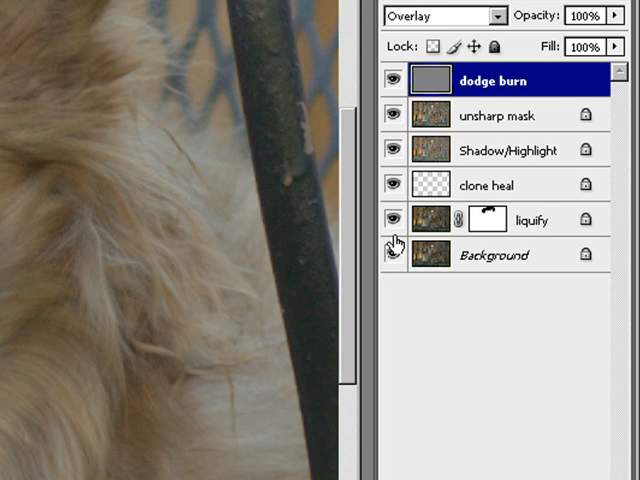 Overlay Opacity: 100%
Lock: Fill: 100%
dodge burn
unsharp mask
Shadow/Highlight
clone heal
liquify
Background